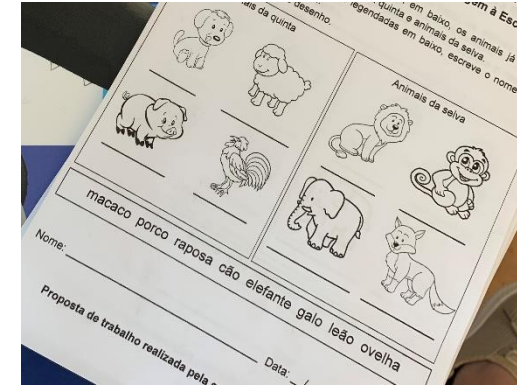 em à Esc
em baixo, os animais já
quinta e animais da selva.
legendadas em baixo, escreve o nome
desenho.
da quinta
Animais da selva
macaco porco raposa cão elefante galo leão ovelha
Nome:
Data: /
Proposta de trabalho realizada pela